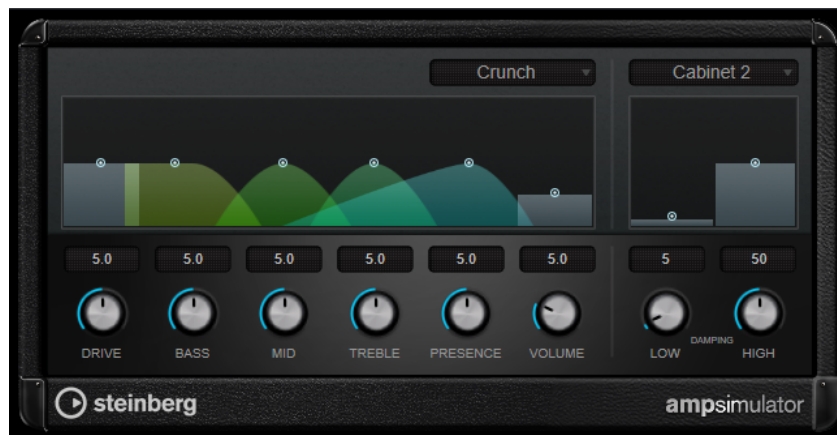 Crunch Cabinet 2
5.0 5.0 5.0 5.0 5.0 5.0 5 50
DAMPING
DRIVE BASS MID TREBLE PRESENCE VOLUME LOW HIGH
steinberg ampsimulator